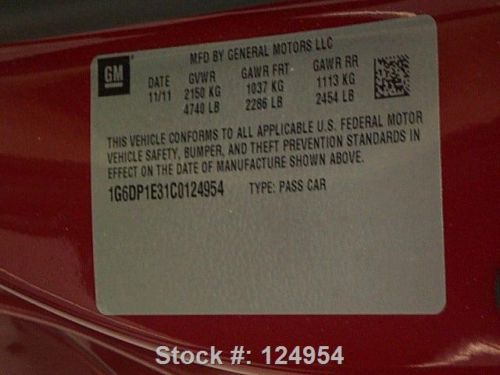 MFD BY GENERAL MOTORS LLC
GM
DATE GVWR GAWR FRT GAWR RR
11/11 2150 KG 1037 KG 1113 KG
4740 LB 2286 LB 2454 LB
THIS VEHICLE CONFORMS TO ALL APPLICABLE U.S. FEDERAL MOTOR
VEHICLE SAFETY, BUMPER, AND THEFT PREVENTION STANDARDS IN
EFFECT ON THE DATE OF MANUFACTURE SHOWN ABOVE.
1G6DP1E31C0124954 TYPE: PASS CAR
Stock #: 124954